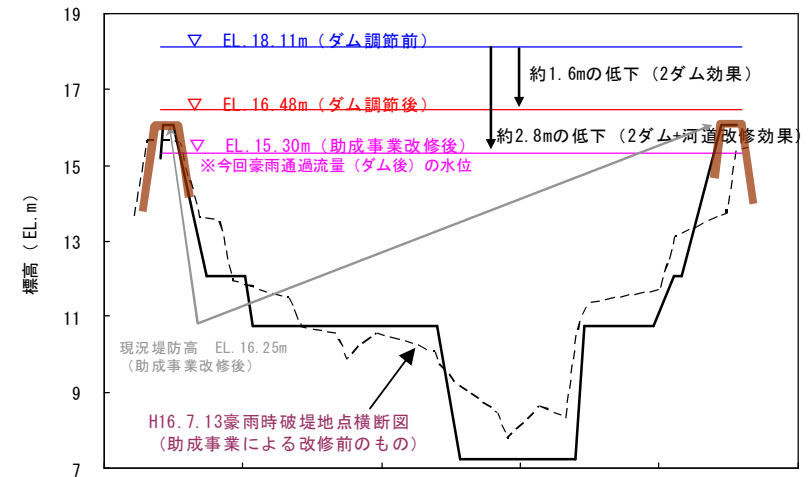 19
17
15
13
11
9
7
標高(EL.m)
▽ EL.18.11m(ダム調節前)
約1.6mの低下(2ダム効果)
▽ EL.16.48m(ダム調節後)
約2.8mの低下(2ダム+河道改修効果)
▽ EL.15.30m(助成事業改修後)
※今回豪雨通過流量(ダム後)の水位
現況堤防高 EL.16.25m
(助成事業改修後)
H16.7.13豪雨時破堤地点横断図
(助成事業による改修前のもの)